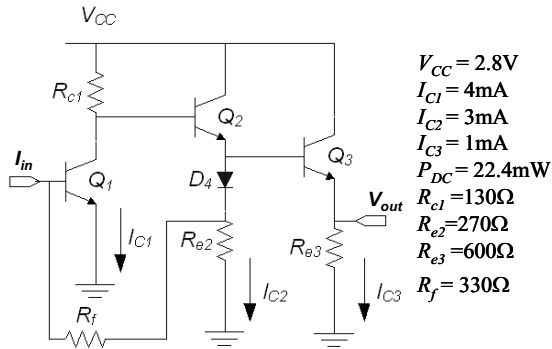 V_CC
R_c1
Q_2
I_in
Q_1
D_4
Q_3
V_out
I_C1
R_e2
R_e3
R_f
I_C2
I_C3
V_CC = 2.8V
I_C1 = 4mA
I_C2 = 3mA
I_C3 = 1mA
P_DC = 22.4mW
R_c1 = 130Ω
R_e2 =270Ω
R_e3 =600Ω
R_f = 330Ω